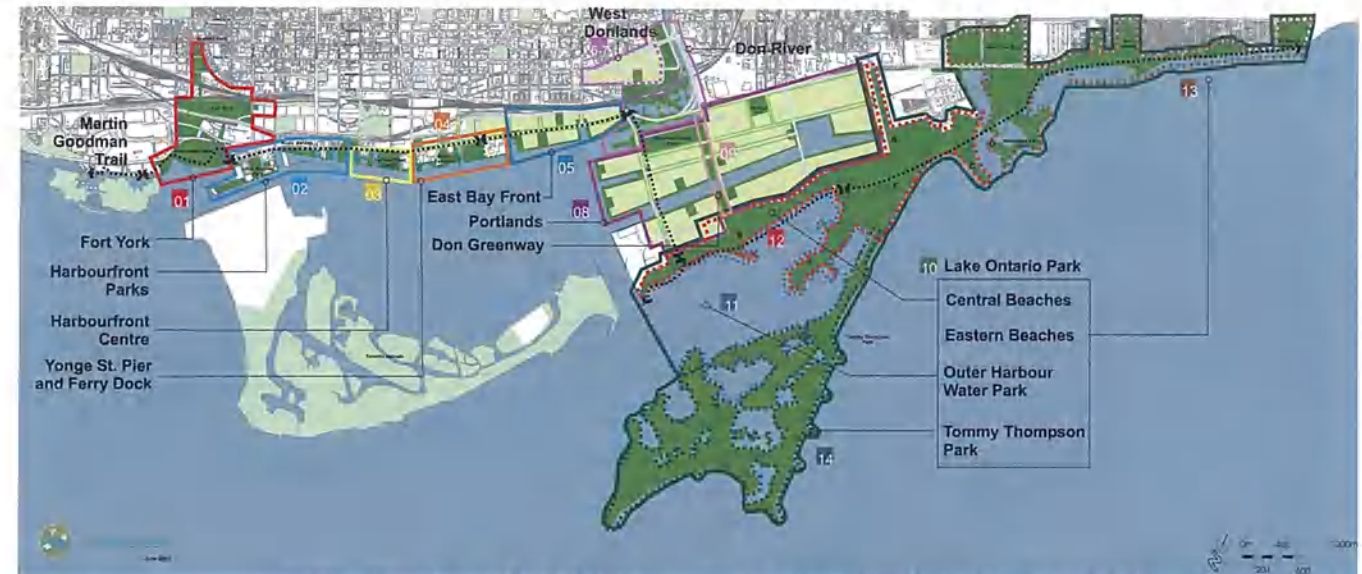 West
Donlands
6-7
Don River
Martin
Goodman
Trail
01
02
03
04
05
08
09
10
11
12
13
14
Fort York
Harbourfront
Parks
Harbourfront
Centre
Yonge St. Pier
and Ferry Dock
East Bay Front
Portlands
Don Greenway
Lake Ontario Park
Central Beaches
Eastern Beaches
Outer Harbour
Water Park
Tommy Thompson
Park